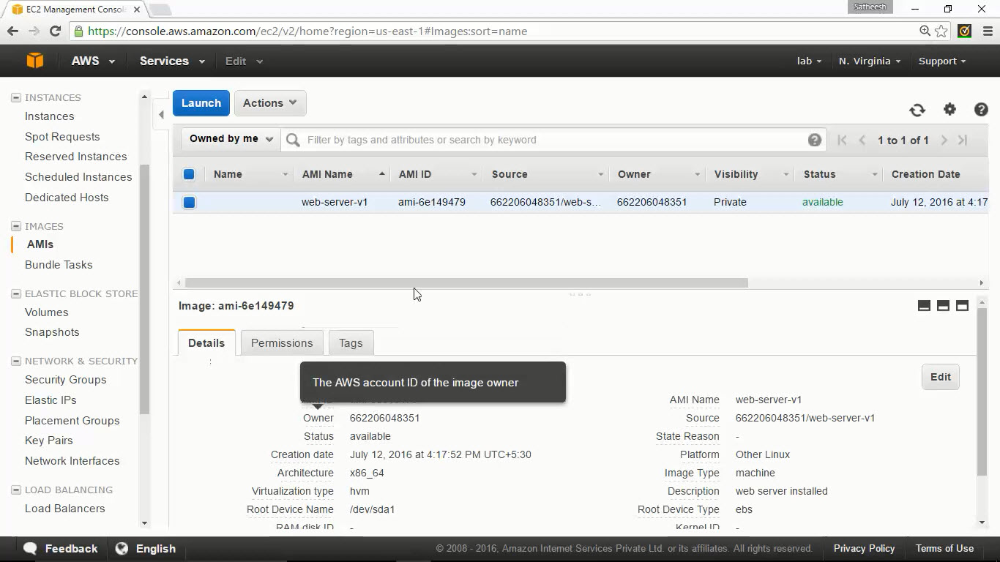 EC2 Management Consol
Satheesh
https://console.aws.amazon.com/ec2/v2/home?region=us-east-1#Images:sort=name
AWS Services Edit lab N. Virginia Support
INSTANCES
Instances
Spot Requests
Reserved Instances
Scheduled Instances
Dedicated Hosts
IMAGES
AMIs
Bundle Tasks
ELASTIC BLOCK STORE
Volumes
Snapshots
NETWORK & SECURITY
Security Groups
Elastic IPs
Placement Groups
Key Pairs
Network Interfaces
LOAD BALANCING
Load Balancers
Launch Actions
Owned by me Filter by tags and attributes or search by keyword 1 to 1 of 1
Name AMI Name AMI ID Source Owner Visibility Status Creation Date
web-server-v1 ami-6e149479 662206048351/web-s... 662206048351 Private available July 12, 2016 at 4:17
Image: ami-6e149479
Details Permissions Tags
The AWS account ID of the image owner
Edit
AMI Name web-server-v1
Owner 662206048351 Source 662206048351/web-server-v1
Status available State Reason -
Creation date July 12, 2016 at 4:17:52 PM UTC+5:30 Platform Other Linux
Architecture x86_64 Image Type machine
Virtualization type hvm Description web server installed
Root Device Name /dev/sda1 Root Device Type ebs
RAM disk ID - Kernel ID -
Feedback English © 2008 - 2016, Amazon Internet Services Private Ltd. or its affiliates. All rights reserved. Privacy Policy Terms of Use